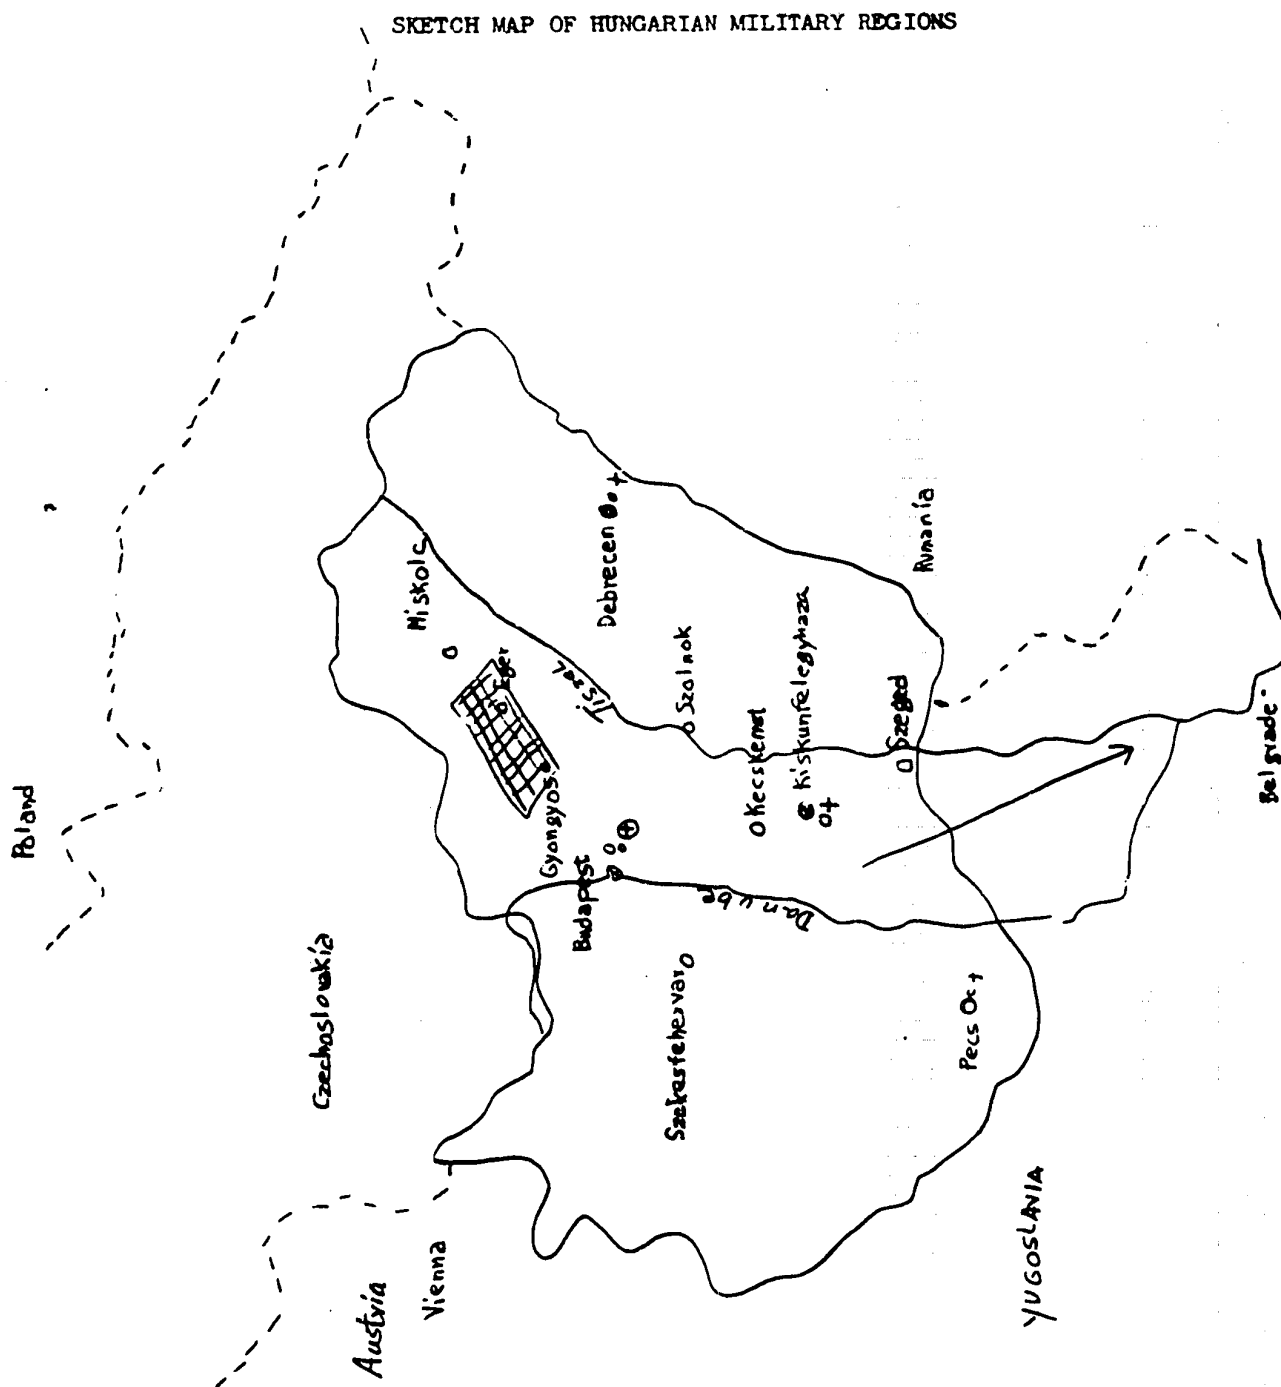 SKETCH MAP OF HUNGARIAN MILITARY REGIONS
Poland
Czechoslovakia
Austria
Vienna
Miskolc
Eger
Gyongyos
Budapest
Tisza
Debrecen
Szolnok
Danube
Szekesfehervar
Kecskemet
Kiskunfelegyhaza
Szeged
Rumania
Pecs
YUGOSLAVIA
Belgrade